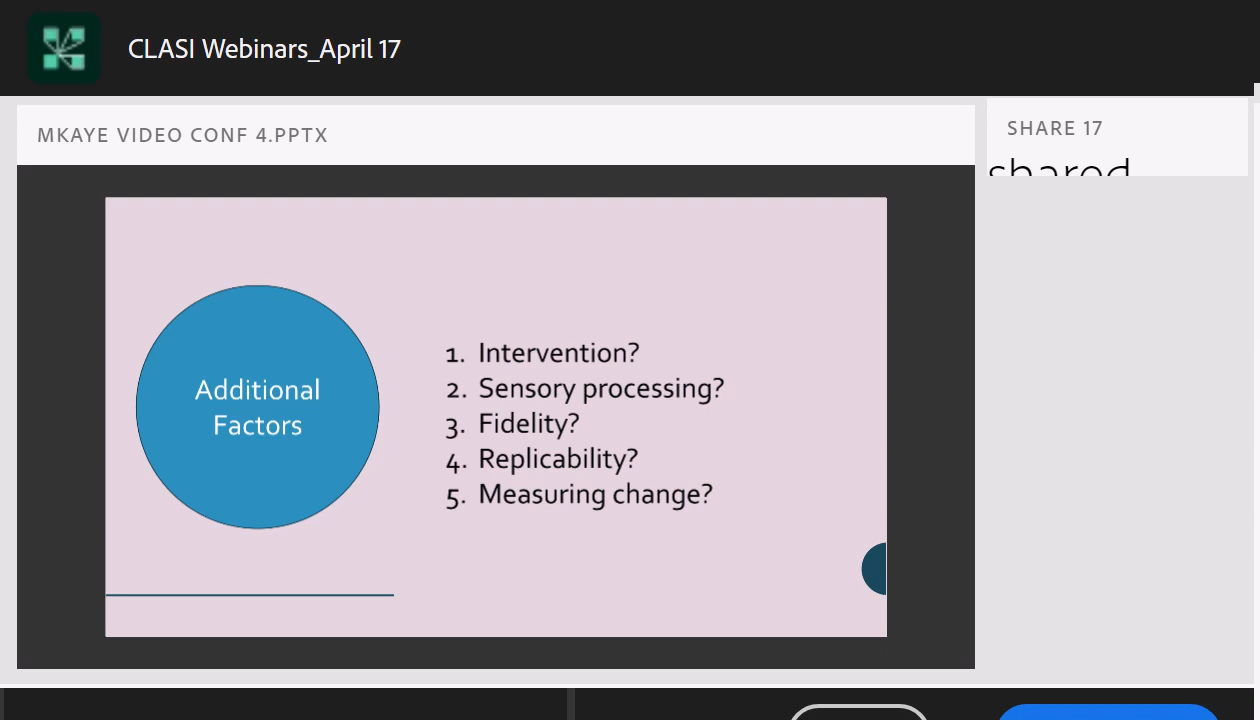 CLASI Webinars_April 17
MKAYE VIDEO CONF 4.PPTX
SHARE 17
shared
Additional
Factors
1. Intervention?
2. Sensory processing?
3. Fidelity?
4. Replicability?
5. Measuring change?